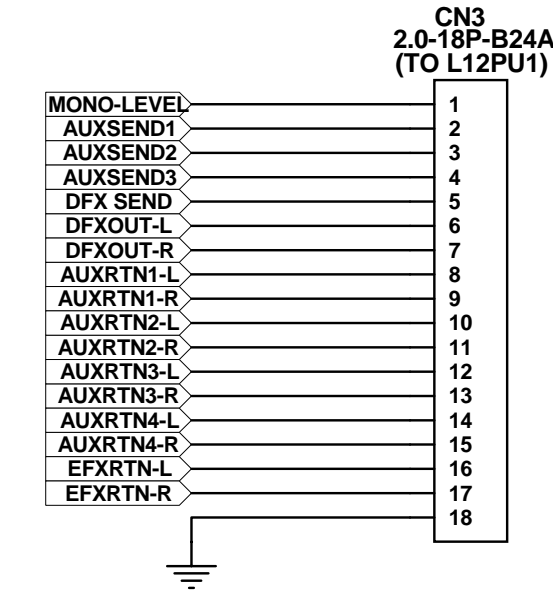 CN3
2.0-18P-B24A
(TO L12PU1)
MONO-LEVEL 1
AUXSEND1 2
AUXSEND2 3
AUXSEND3 4
DFX SEND 5
DFXOUT-L 6
DFXOUT-R 7
AUXRTN1-L 8
AUXRTN1-R 9
AUXRTN2-L 10
AUXRTN2-R 11
AUXRTN3-L 12
AUXRTN3-R 13
AUXRTN4-L 14
AUXRTN4-R 15
EFXRTN-L 16
EFXRTN-R 17
18